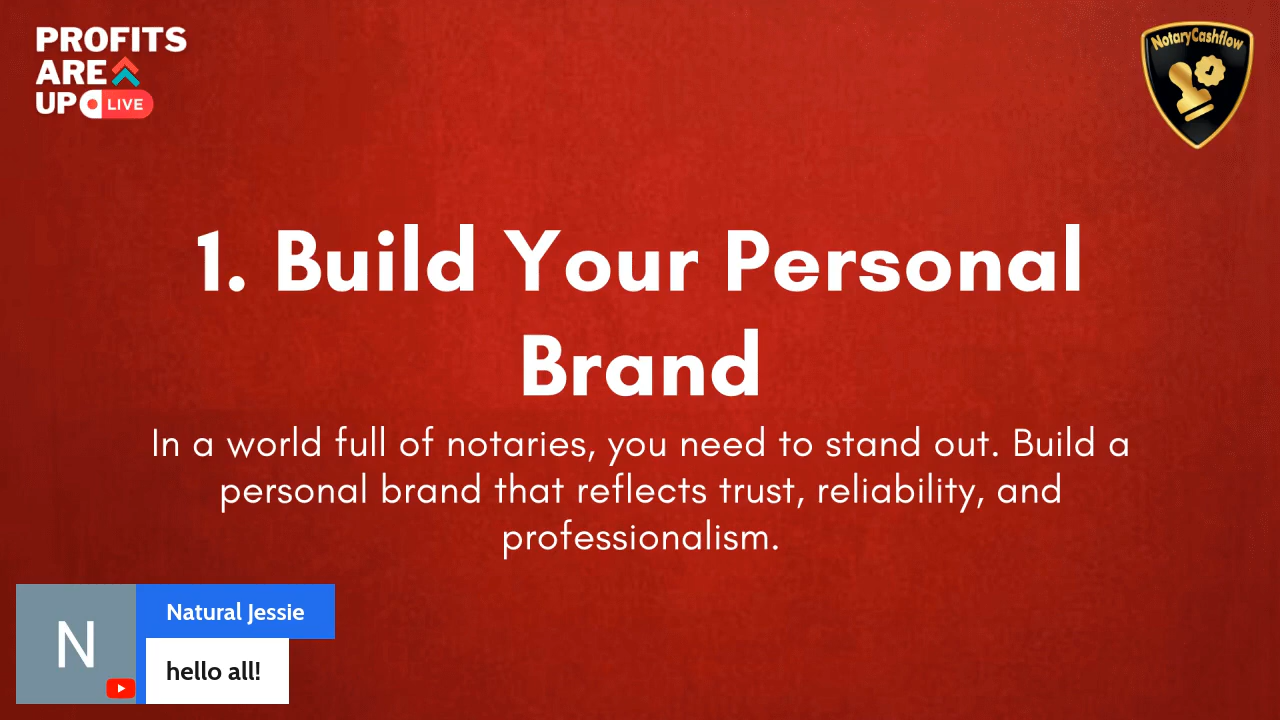 PROFITS
ARE
UP LIVE
NotaryCashflow
1. Build Your Personal
Brand
In a world full of notaries, you need to stand out. Build a
personal brand that reflects trust, reliability, and
professionalism.
N
Natural Jessie
hello all!